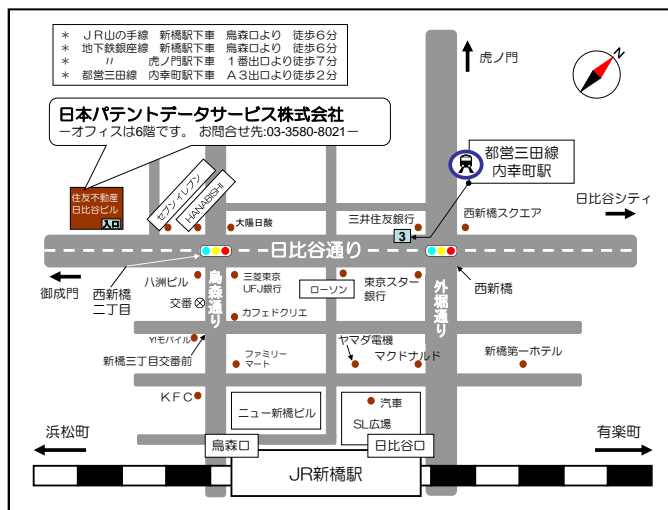 ＊ ＪＲ山の手線 新橋駅下車 烏森口より 徒歩６分
＊ 地下鉄銀座線 新橋駅下車 烏森口より 徒歩６分
＊ 〃 虎ノ門駅下車 １番出口より徒歩７分
＊ 都営三田線 内幸町駅下車 Ａ３出口より徒歩２分
虎ノ門
N
日本パテントデータサービス株式会社
－オフィスは6階です。 お問合せ先:03-3580-8021－
都営三田線
内幸町駅
住友不動産
日比谷ビル
入口
セブンイレブン
HANABISHI
大陽日酸
三井住友銀行
3
西新橋スクエア
日比谷シティ
日比谷通り
御成門
西新橋
二丁目
八洲ビル
交番
烏森通り
三菱東京
UFJ銀行
カフェドクリエ
ローソン
東京スター
銀行
外堀通り
西新橋
Y!モバイル
新橋三丁目交番前
ファミリー
マート
ヤマダ電機
マクドナルド
新橋第一ホテル
ＫＦＣ
ニュー新橋ビル
汽車
SL広場
浜松町
烏森口
日比谷口
有楽町
JR新橋駅